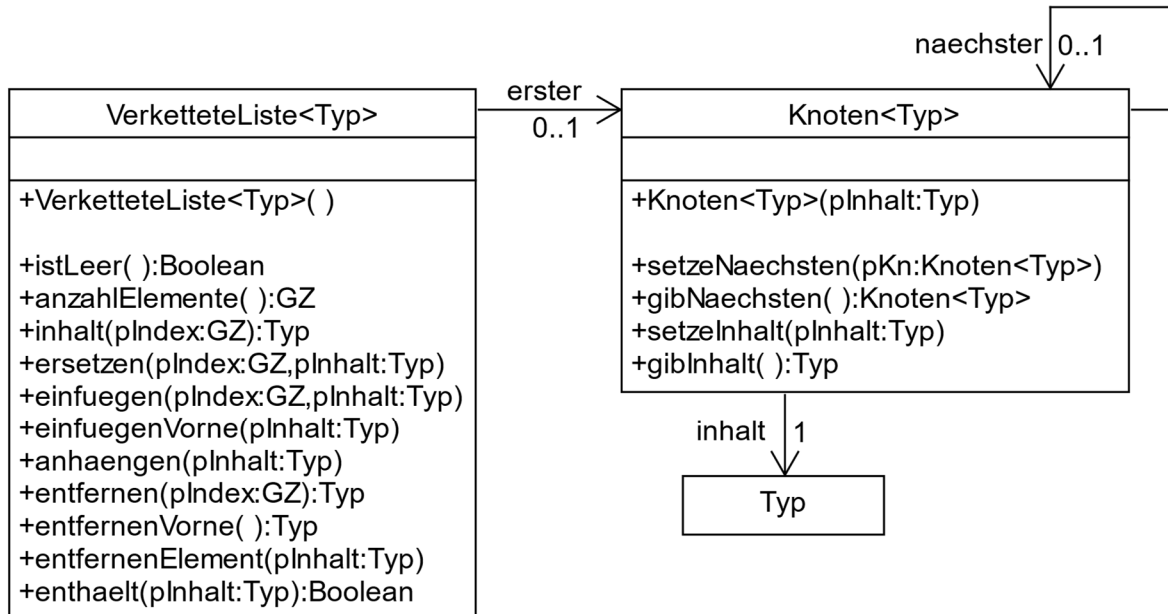 naechster
0..1
erster
0..1
VerketteteListe<Typ>
+VerketteteListe<Typ>( )
+istLeer( ):Boolean
+anzahlElemente( ):GZ
+inhalt(pIndex:GZ):Typ
+ersetzen(pIndex:GZ,pInhalt:Typ)
+einfuegen(pIndex:GZ,pInhalt:Typ)
+einfuegenVorne(pInhalt:Typ)
+anhaengen(pInhalt:Typ)
+entfernen(pIndex:GZ):Typ
+entfernenVorne( ):Typ
+entfernenElement(pInhalt:Typ)
+enthaelt(pInhalt:Typ):Boolean
Knoten<Typ>
+Knoten<Typ>(pInhalt:Typ)
+setzeNaechsten(pKn:Knoten<Typ>)
+gibNaechsten( ):Knoten<Typ>
+setzeInhalt(pInhalt:Typ)
+gibInhalt( ):Typ
inhalt
1
Typ